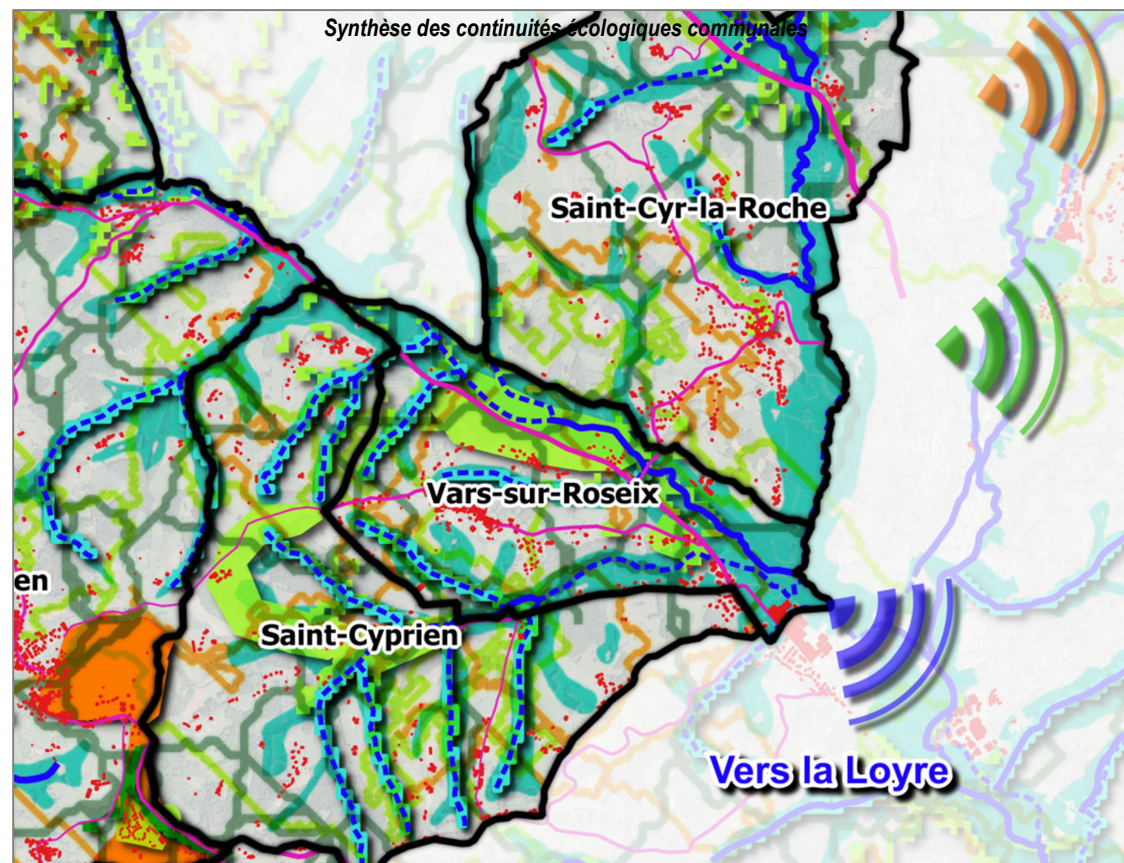 Synthèse des continuités écologiques communales
Saint-Cyr-la-Roche
Vars-sur-Roseix
en
Saint-Cyprien
Vers la Loyre